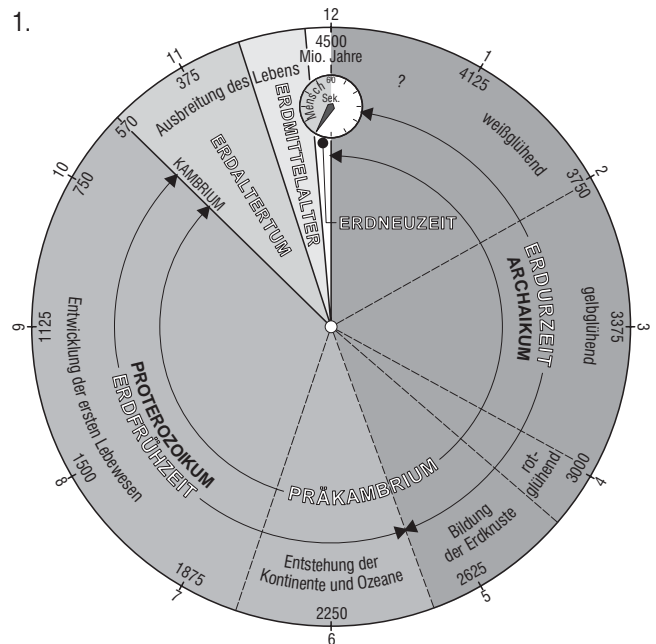 1.
12
4500
Mio. Jahre
60
Sek.
Mensch
1
4125
?
weißglühend
2
3750
ERDURZEIT
ARCHAIKUM
gelbglühend
3375
3
rot-
glühend
3000
4
Bildung
der Erdkruste
2625
5
PRÄKAMBRIUM
Entstehung der
Kontinente und Ozeane
2250
6
1875
7
1500
8
PROTEROZOIKUM
ERDFRÜHZEIT
Entwicklung der ersten Lebewesen
1125
9
750
10
570
KAMBRIUM
11
375
Ausbreitung des Lebens
ERDALTERTUM
ERDMITTELALTER
ERDNEUZEIT